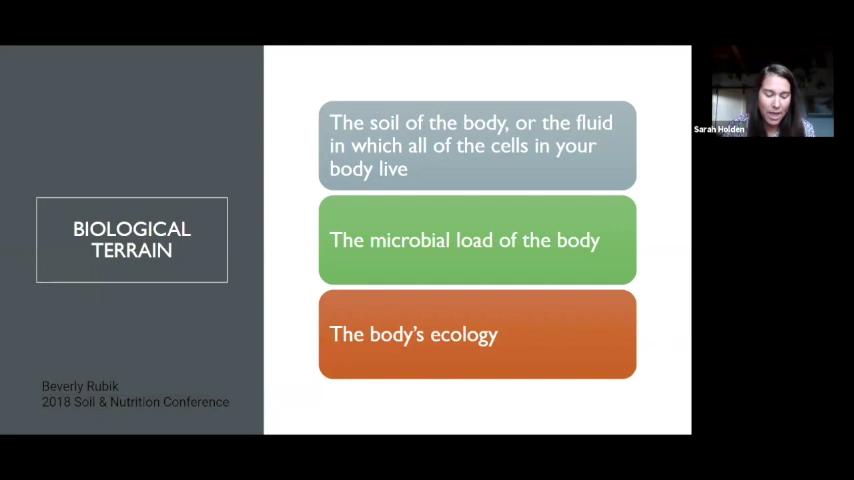 BIOLOGICAL
TERRAIN
The soil of the body, or the fluid
in which all of the cells in your
body live
The microbial load of the body
The body's ecology
Beverly Rubik
2018 Soil & Nutrition Conference
Sarah Holden